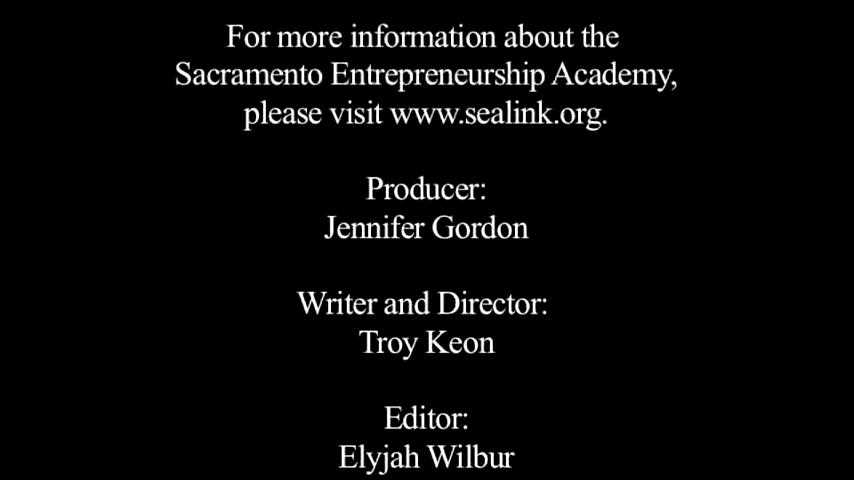 For more information about the
Sacramento Entrepreneurship Academy,
please visit www.sealink.org.
Producer:
Jennifer Gordon
Writer and Director:
Troy Keon
Editor:
Elyjah Wilbur